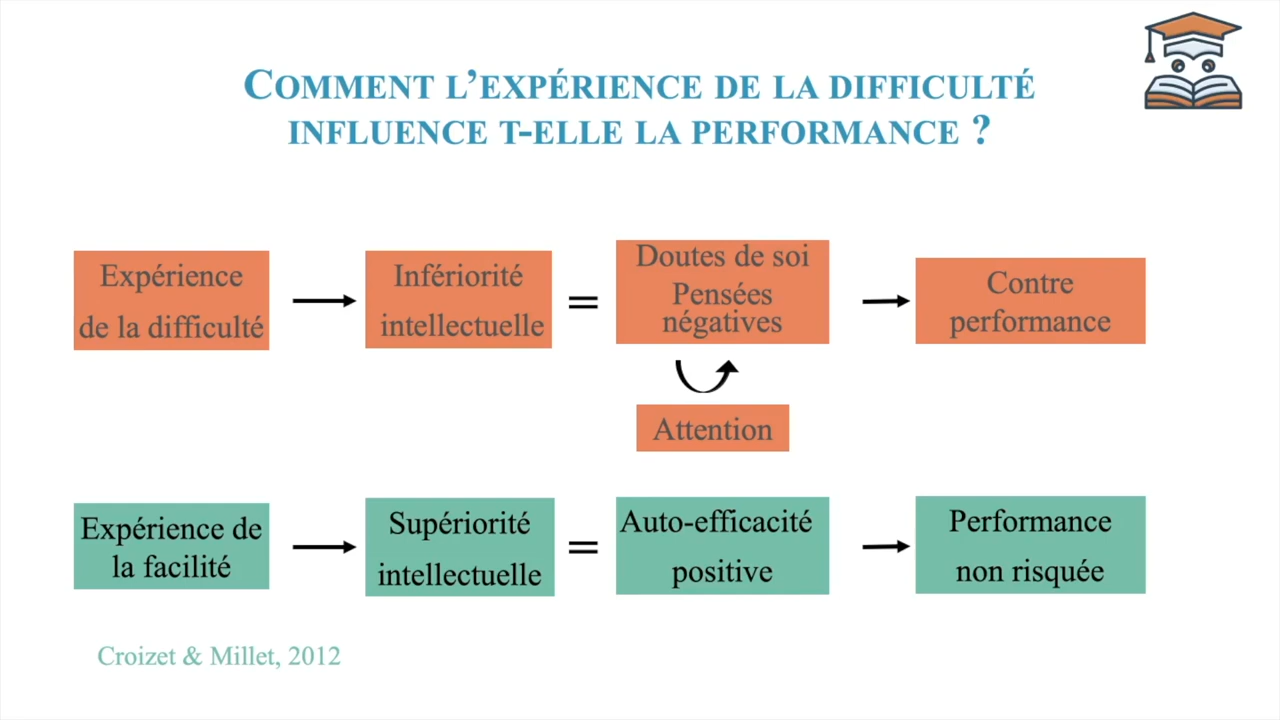 COMMENT L’EXPÉRIENCE DE LA DIFFICULTÉ
INFLUENCE T-ELLE LA PERFORMANCE ?
Expérience
de la difficulté
Infériorité
intellectuelle
=
Doutes de soi
Pensées
négatives
Contre
performance
Attention
Expérience de
la facilité
Supériorité
intellectuelle
=
Auto-efficacité
positive
Performance
non risquée
Croizet & Millet, 2012